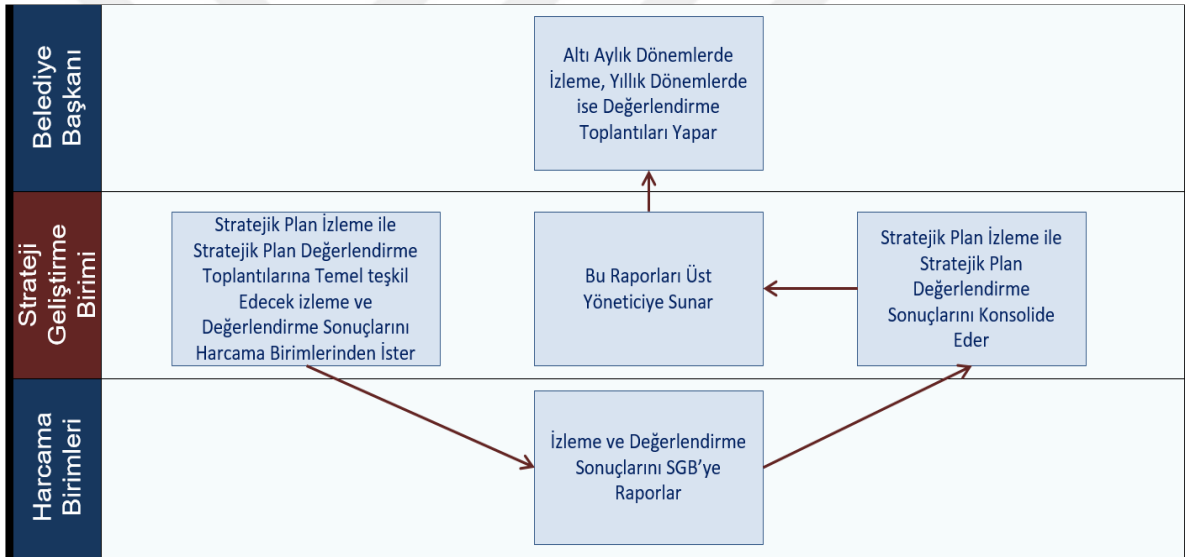 Belediye
Başkanı
Altı Aylık Dönemlerde
İzleme, Yıllık Dönemlerde
ise Değerlendirme
Toplantıları Yapar
Strateji
Geliştirme
Birimi
Stratejik Plan İzleme ile
Stratejik Plan Değerlendirme
Toplantılarına Temel teşkil
Edecek izleme ve
Değerlendirme Sonuçlarını
Harcama Birimlerinden İster
Bu Raporları Üst
Yöneticiye Sunar
Stratejik Plan İzleme ile
Stratejik Plan
Değerlendirme
Sonuçlarını Konsolide
Eder
Harcama
Birimleri
İzleme ve Değerlendirme
Sonuçlarını SGB’ye
Raporlar